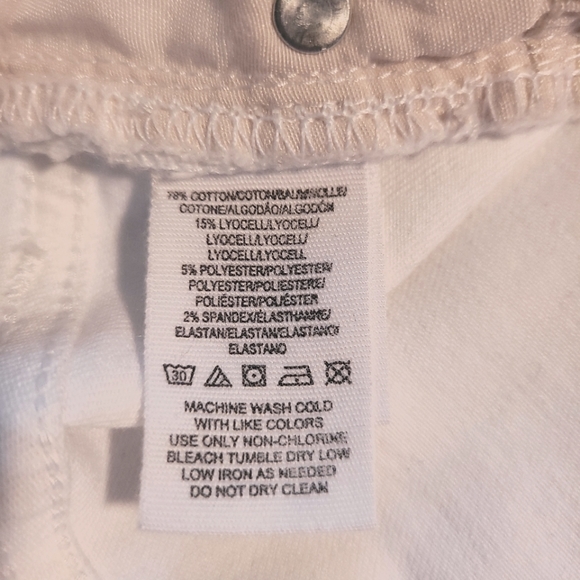 78% COTTON/COTON/BAUMWOLLE/
COTONE/ALGODÃO/ALGODÓN
15% LYOCELL/LYOCELL/
LYOCELL/LYOCELL/
LYOCELL/LYOCELL
5% POLYESTER/POLYESTER/
POLYESTER/POLIESTERE/
POLIÉSTER/POLIÉSTER
2% SPANDEX/ÉLASTHANNE/
ELASTAN/ELASTAN/ELASTANO/
ELASTANO
30
MACHINE WASH COLD
WITH LIKE COLORS
USE ONLY NON-CHLORINE
BLEACH TUMBLE DRY LOW
LOW IRON AS NEEDED
DO NOT DRY CLEAN